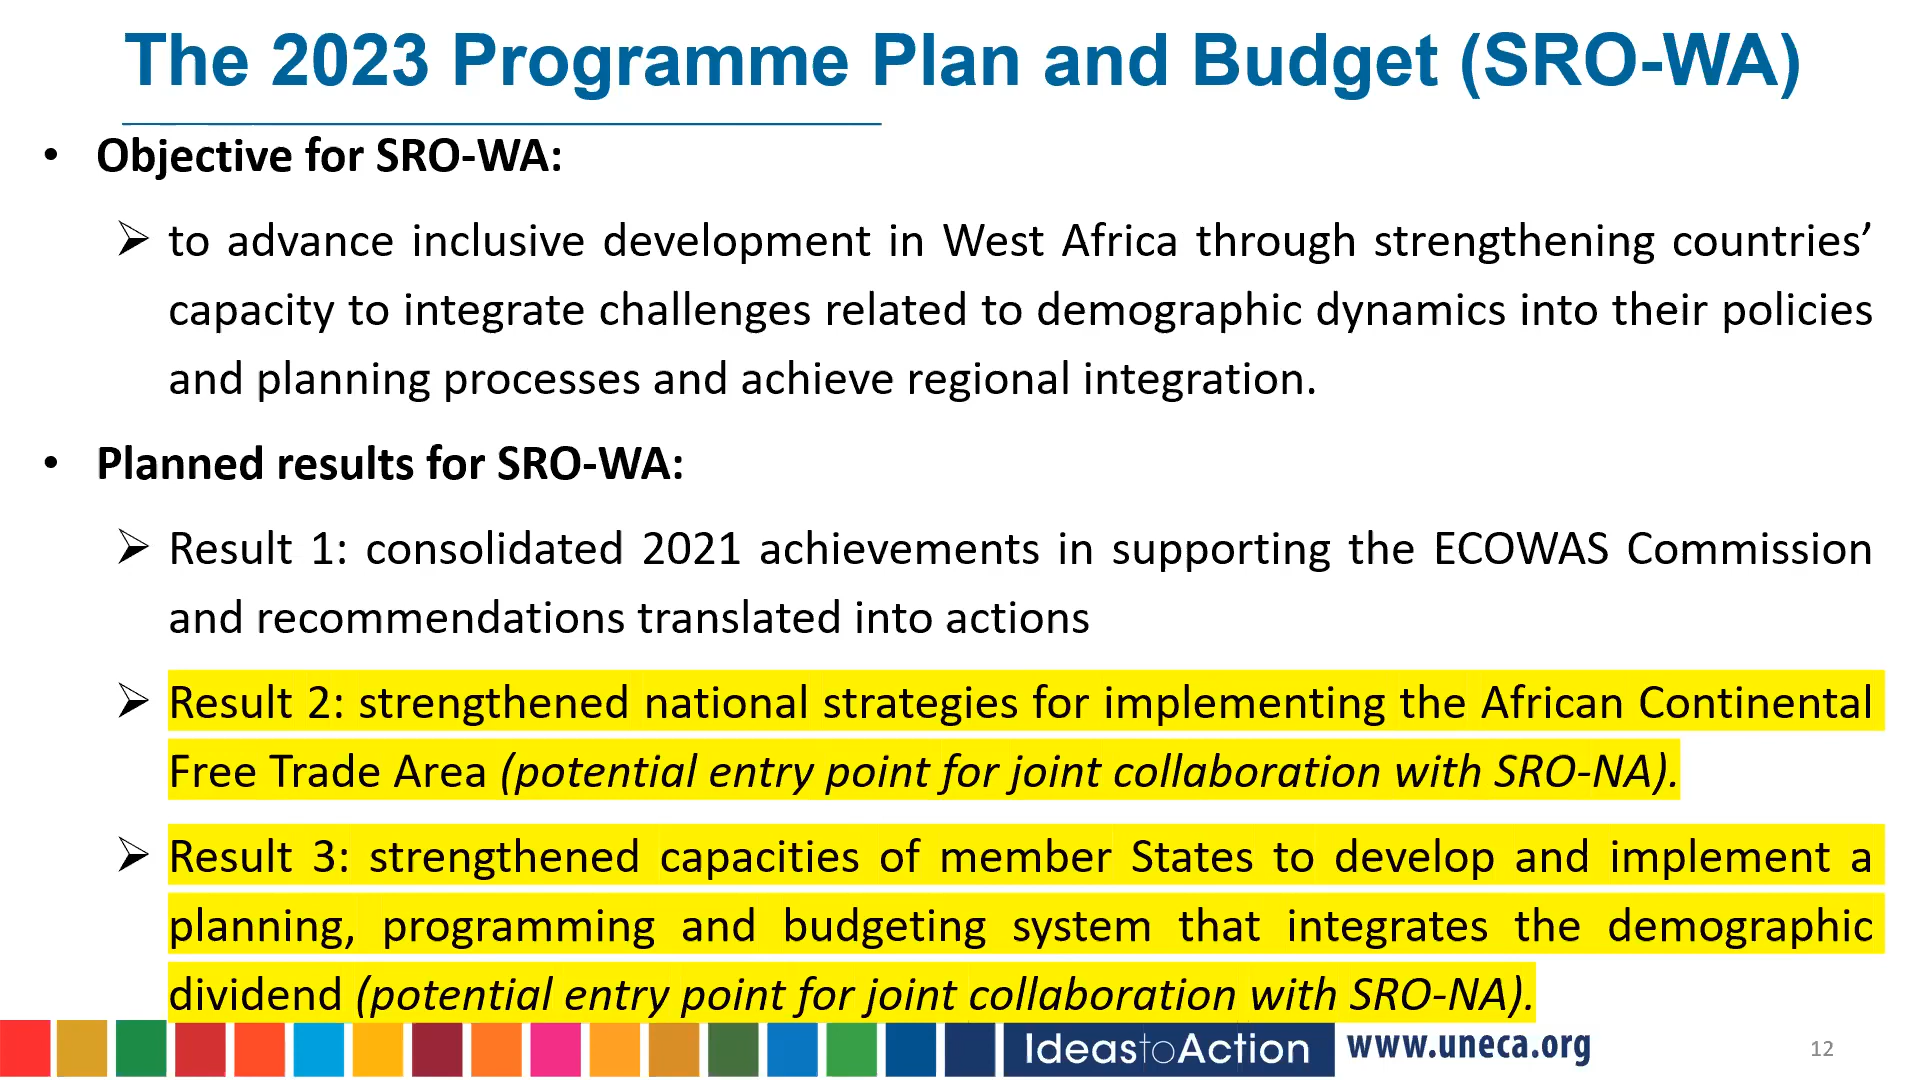 The 2023 Programme Plan and Budget (SRO-WA)
• Objective for SRO-WA:
➢ to advance inclusive development in West Africa through strengthening countries’
capacity to integrate challenges related to demographic dynamics into their policies
and planning processes and achieve regional integration.
• Planned results for SRO-WA:
➢ Result 1: consolidated 2021 achievements in supporting the ECOWAS Commission
and recommendations translated into actions
➢ Result 2: strengthened national strategies for implementing the African Continental
Free Trade Area (potential entry point for joint collaboration with SRO-NA).
➢ Result 3: strengthened capacities of member States to develop and implement a
planning, programming and budgeting system that integrates the demographic
dividend (potential entry point for joint collaboration with SRO-NA).
IdeastoAction www.uneca.org 12